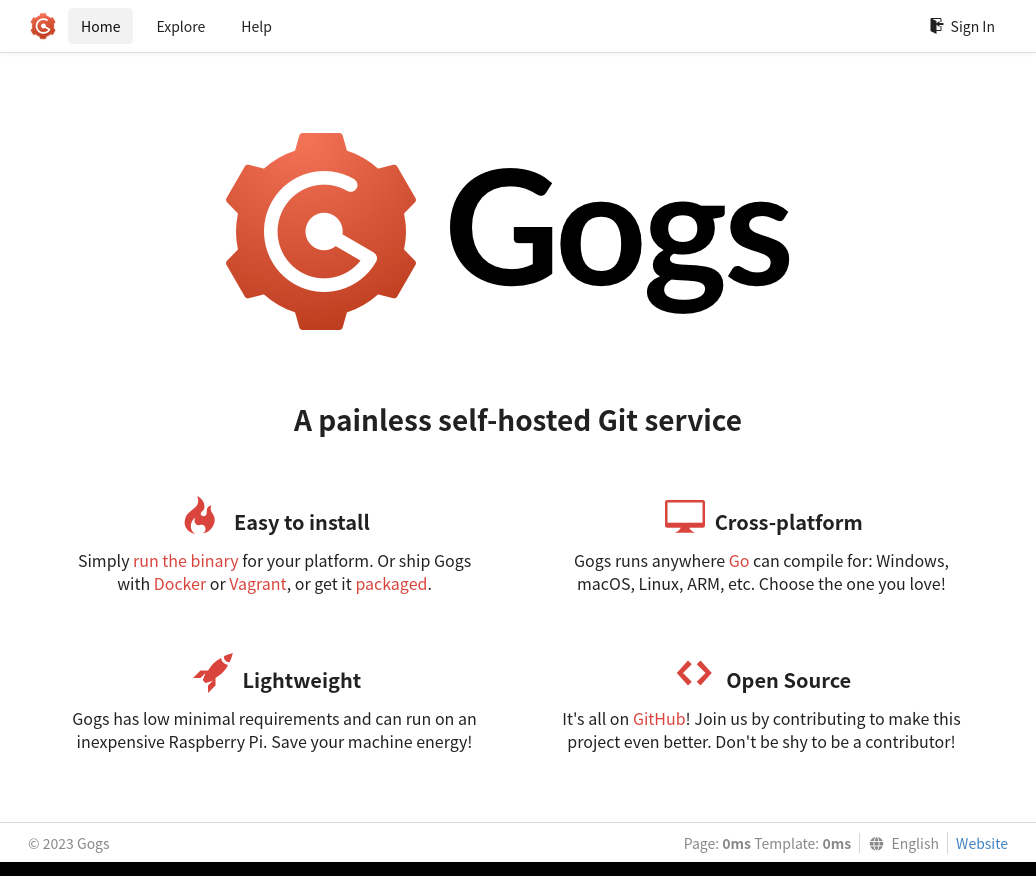 Home Explore Help Sign In
Gogs
A painless self-hosted Git service
Easy to install
Simply run the binary for your platform. Or ship Gogs
with Docker or Vagrant, or get it packaged.
Cross-platform
Gogs runs anywhere Go can compile for: Windows,
macOS, Linux, ARM, etc. Choose the one you love!
Lightweight
Gogs has low minimal requirements and can run on an
inexpensive Raspberry Pi. Save your machine energy!
Open Source
It's all on GitHub! Join us by contributing to make this
project even better. Don't be shy to be a contributor!
© 2023 Gogs Page: 0ms Template: 0ms English Website